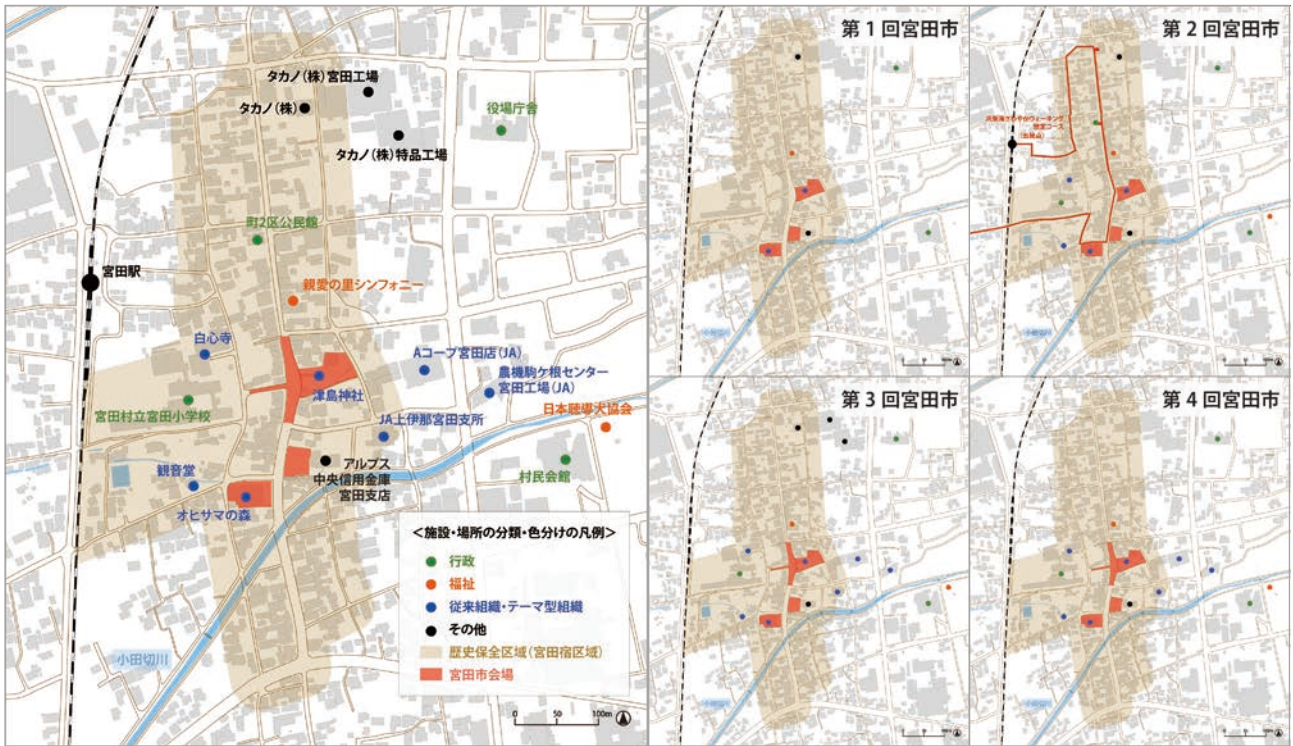 タカノ(株)宮田工場
タカノ(株)
役場庁舎
タカノ(株)特品工場
町2区公民館
宮田駅
親愛の里シンフォニー
白心寺
Aコープ宮田店(JA)
農機駒ケ根センター
宮田工場(JA)
津島神社
宮田村立宮田小学校
日本聴導犬協会
JA上伊那宮田支所
アルプス
中央信用金庫
宮田支店
村民会館
観音堂
オヒサマの森
<施設・場所の分類・色分けの凡例>
行政
福祉
従来組織・テーマ型組織
その他
歴史保全区域(宮田宿区域)
宮田市会場
小田切川
0 50 100m
第1回宮田市
第2回宮田市
第3回宮田市
第4回宮田市